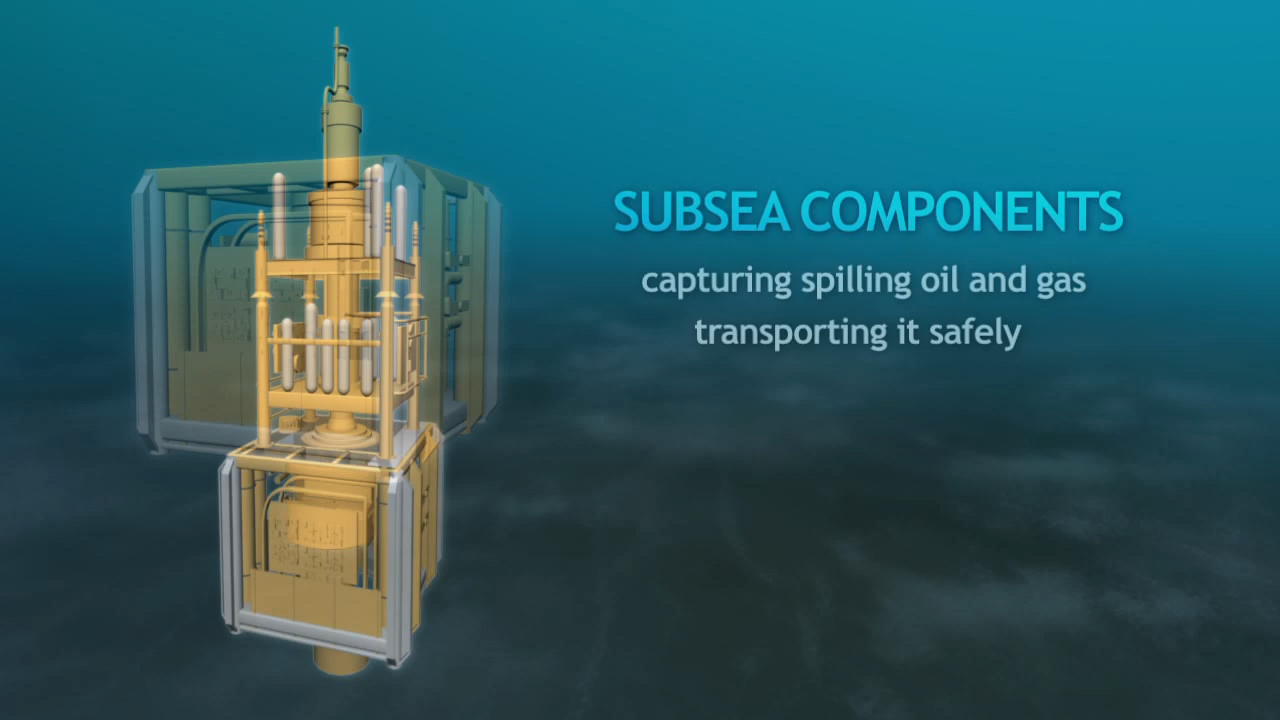 SUBSEA COMPONENTS
capturing spilling oil and gas
transporting it safely